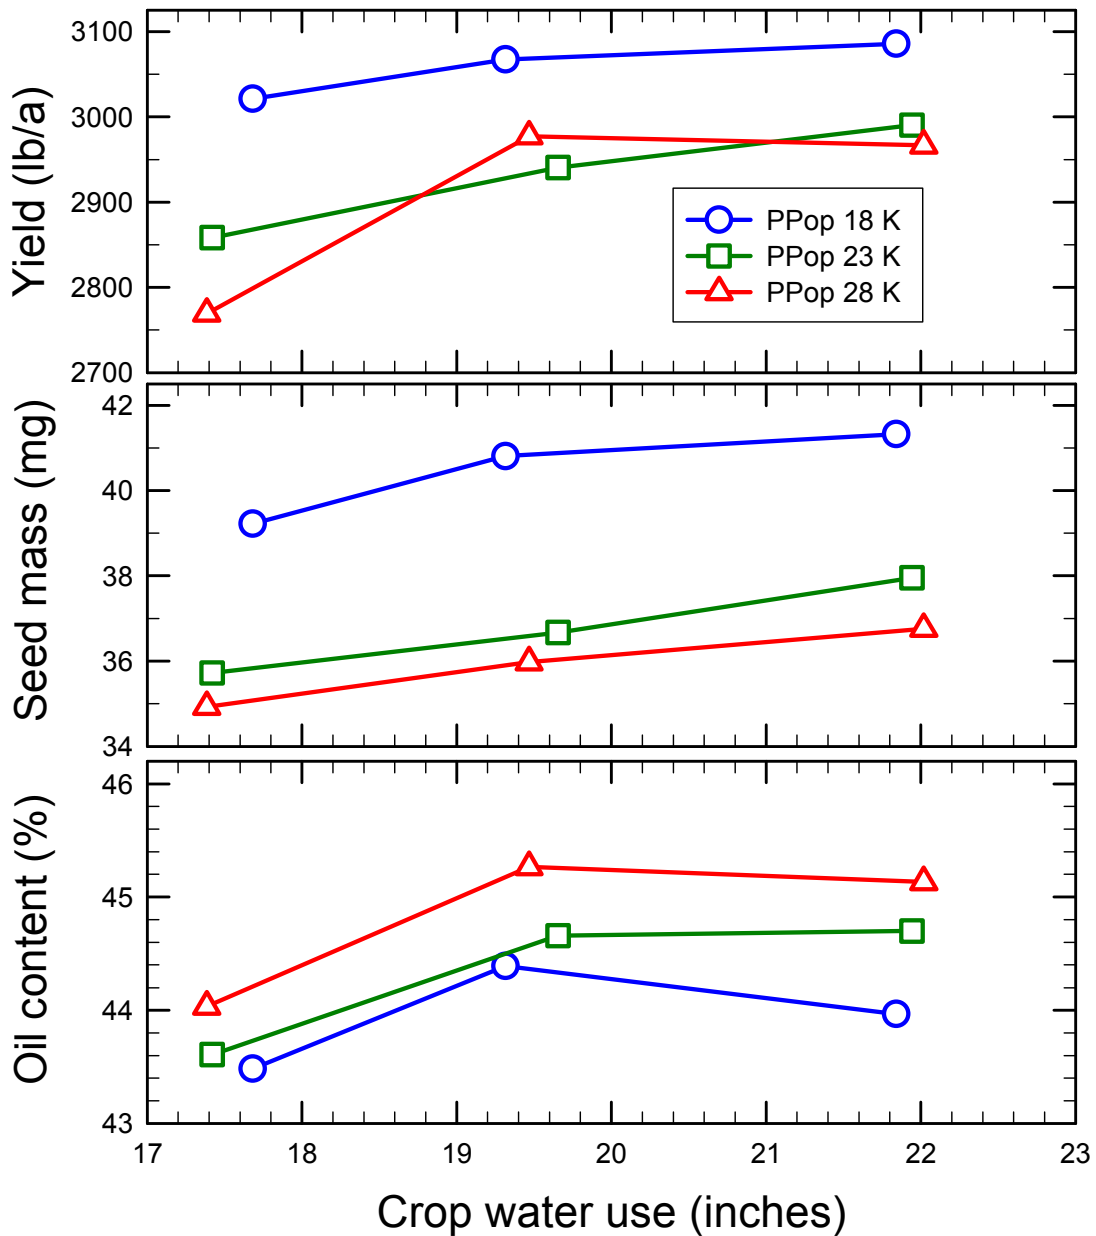 Yield (lb/a)
3100
3000
2900
2800
2700
PPop 18 K
PPop 23 K
PPop 28 K
Seed mass (mg)
42
40
38
36
34
Oil content (%)
46
45
44
43
17 18 19 20 21 22 23
Crop water use (inches)